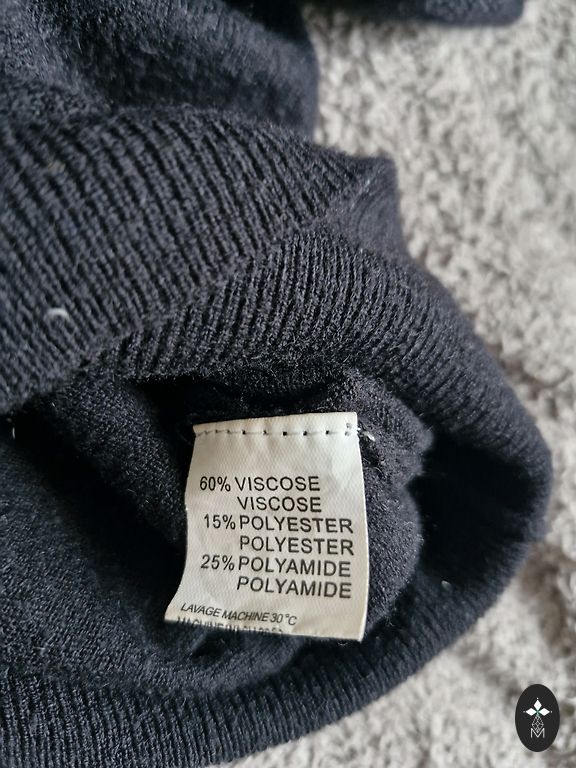 60% VISCOSE
VISCOSE
15% POLYESTER
POLYESTER
25% POLYAMIDE
POLYAMIDE
LAVAGE MACHINE 30°C